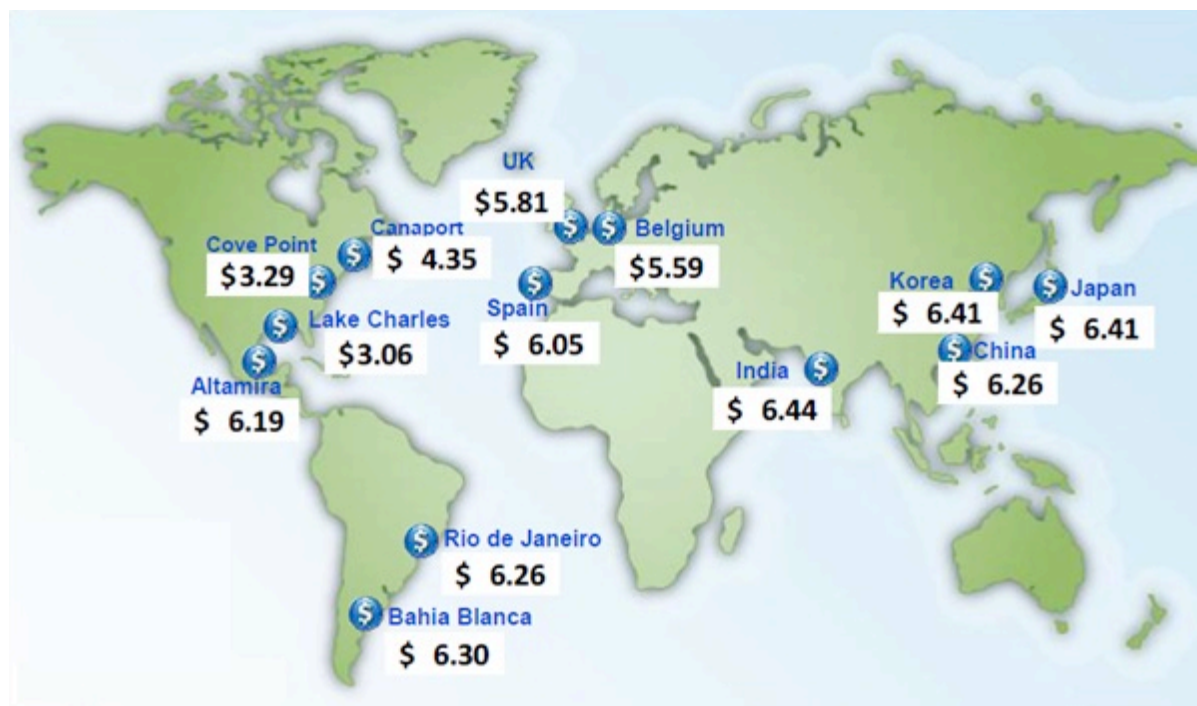 UK
$5.81
Belgium
$5.59
Canaport
$ 4.35
Cove Point
$3.29
Lake Charles
$3.06
Altamira
$ 6.19
Spain
$ 6.05
Korea
$ 6.41
Japan
$ 6.41
China
$ 6.26
India
$ 6.44
Rio de Janeiro
$ 6.26
Bahia Blanca
$ 6.30